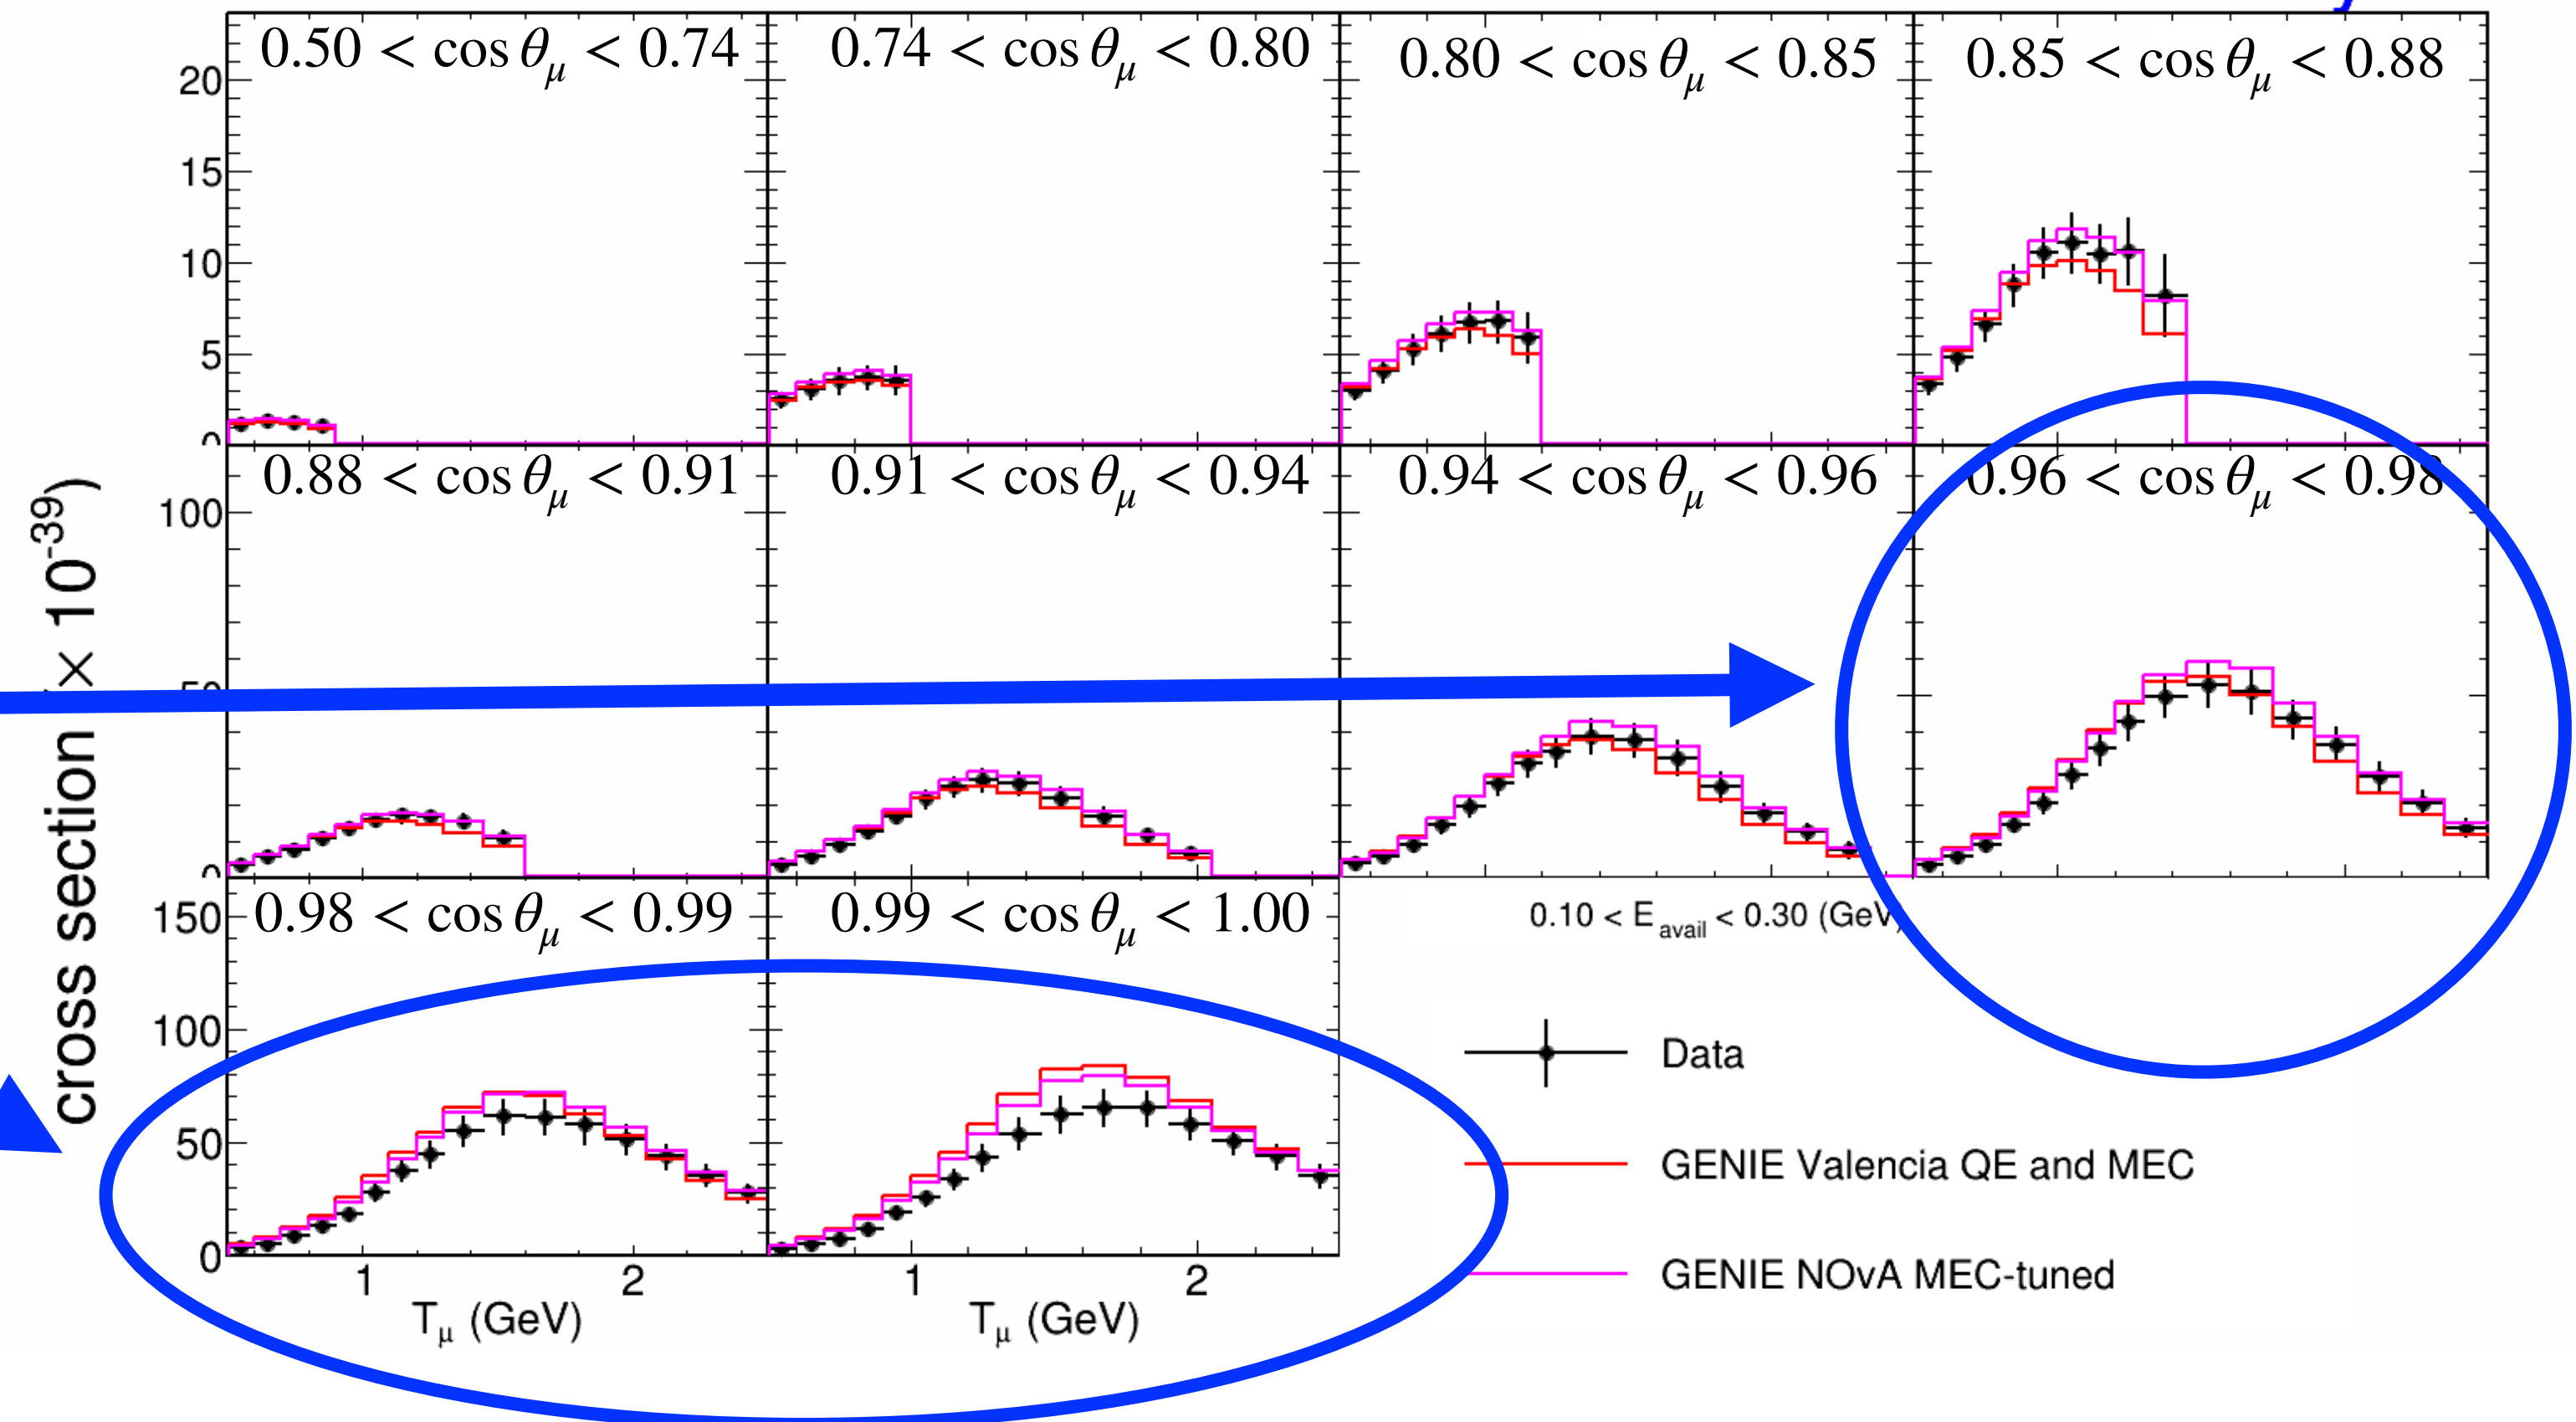 0.50 < cos θμ < 0.74
0.74 < cos θμ < 0.80
0.80 < cos θμ < 0.85
0.85 < cos θμ < 0.88
20
15
10
5
0
0.88 < cos θμ < 0.91
0.91 < cos θμ < 0.94
0.94 < cos θμ < 0.96
0.96 < cos θμ < 0.98
100
50
0
cross section (× 10⁻³⁹)
0.98 < cos θμ < 0.99
0.99 < cos θμ < 1.00
150
100
50
0
1 2
1 2
Tμ (GeV)
Tμ (GeV)
0.10 < Eavail < 0.30 (GeV)
Data
GENIE Valencia QE and MEC
GENIE NOvA MEC-tuned